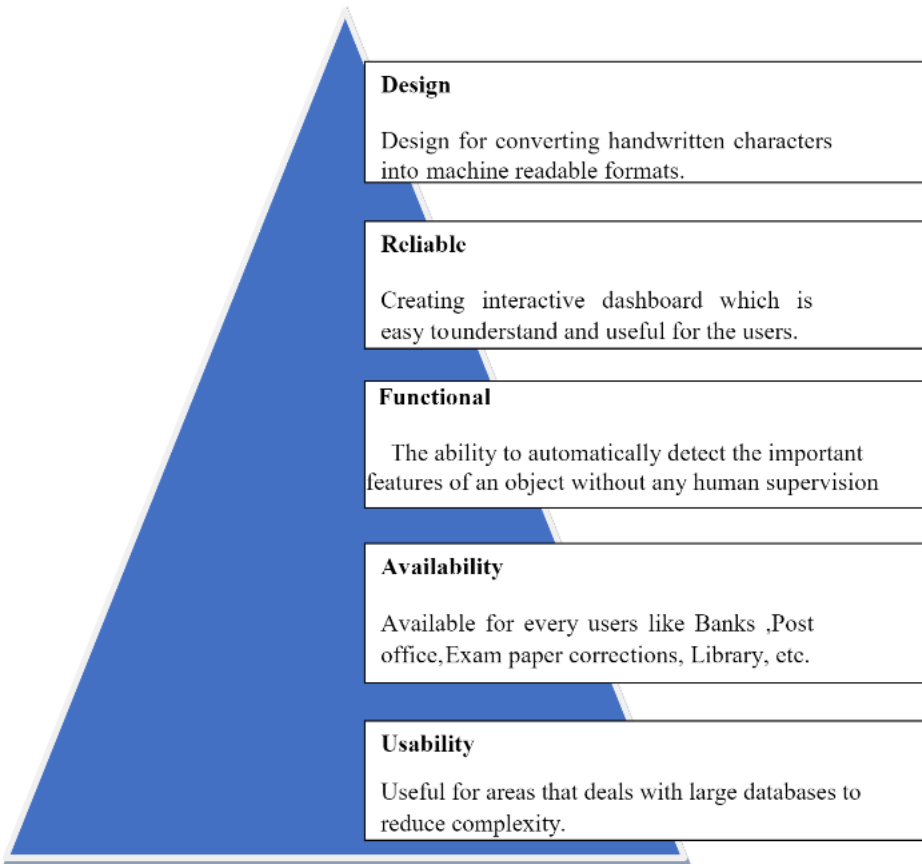 Design
Design for converting handwritten characters
into machine readable formats.
Reliable
Creating interactive dashboard which is
easy tounderstand and useful for the users.
Functional
The ability to automatically detect the important
features of an object without any human supervision
Availability
Available for every users like Banks ,Post
office,Exam paper corrections, Library, etc.
Usability
Useful for areas that deals with large databases to
reduce complexity.